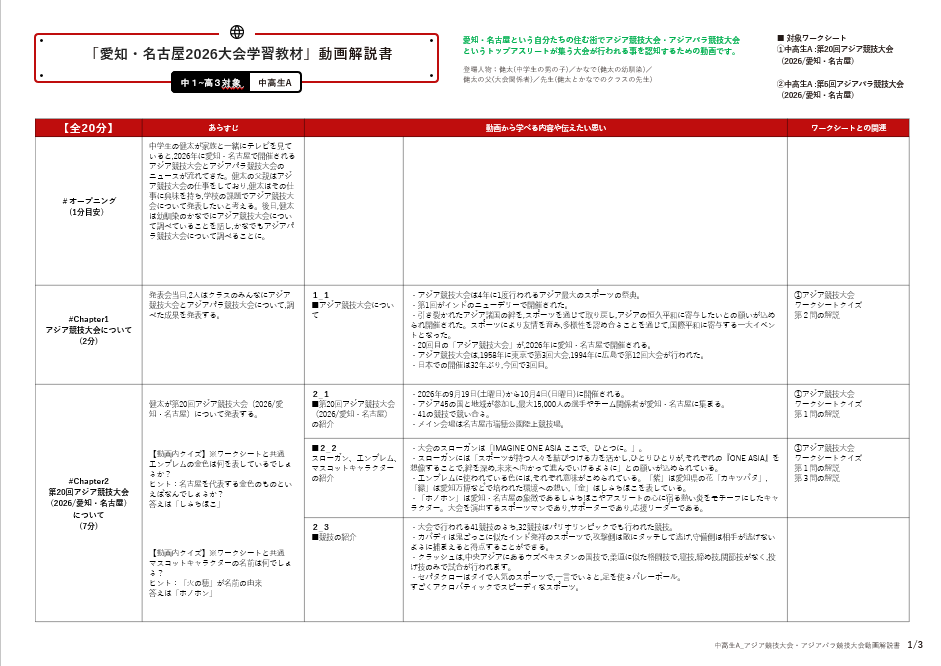 「愛知・名古屋2026大会学習教材」動画解説書
中1~高3対象 中高生A
愛知・名古屋という自分たちの住む街でアジア競技大会・アジアパラ競技大会
というトップアスリートが集う大会が行われる事を認知するための動画です。
登場人物:健太(中学生の男の子)/かなで(健太の幼馴染)/
健太の父(大会関係者)/先生(健太とかなでのクラスの先生)
■ 対象ワークシート
①中高生A :第20回アジア競技大会
(2026/愛知・名古屋)
②中高生A :第5回アジアパラ競技大会
(2026/愛知・名古屋)
【全20分】 あらすじ 動画から学べる内容や伝えたい思い ワークシートとの関連
# オープニング
(1分目安)
中学生の健太が家族と一緒にテレビを見て
いると,2026年に愛知・名古屋で開催される
アジア競技大会とアジアパラ競技大会の
ニュースが流れてきた。健太の父親はアジ
ア競技大会の仕事をしており,健太はその仕
事に興味を持ち,学校の課題でアジア競技大
会について発表したいと考える。後日,健太
は幼馴染のかなでにアジア競技大会につい
て調べていることを話し,かなでもアジアパ
ラ競技大会について調べることに。
#Chapter1
アジア競技大会について
(2分)
発表会当日,2人はクラスのみんなにアジア
競技大会とアジアパラ競技大会について,調
べた成果を発表する。
1_1
■アジア競技大会につい
て
・アジア競技大会は4年に1度行われるアジア最大のスポーツの祭典。
・第1回がインドのニューデリーで開催された。
・引き裂かれたアジア諸国の絆を,スポーツを通じて取り戻し,アジアの恒久平和に寄与したいとの願いが込め
られ開催された。スポーツにより友情を育み,多様性を認め合うことを通じて,国際平和に寄与する一大イベン
トとなった。
・20回目の「アジア競技大会」が,2026年に愛知・名古屋で開催される。
・アジア競技大会は,1958年に東京で第3回大会,1994年に広島で第12回大会が行われた。
・日本での開催は32年ぶり,今回で3回目。
①アジア競技大会
ワークシートクイズ
第2問の解説
#Chapter2
第20回アジア競技大会
(2026/愛知・名古屋)
について
(7分)
健太が第20回アジア競技大会(2026/愛
知・名古屋)について発表する。
2_1
■第20回アジア競技大会
(2026/愛知・名古屋)
の紹介
・2026年の9月19日(土曜日)から10月4日(日曜日)に開催される。
・アジア45の国と地域が参加し,最大15,000人の選手やチーム関係者が愛知・名古屋に集まる。
・41の競技で競い合う。
・メイン会場は名古屋市瑞穂公園陸上競技場。
①アジア競技大会
ワークシートクイズ
第1問の解説
【動画内クイズ】※ワークシートと共通
エンブレムの金色は何を表しているでしょ
うか?
ヒント:名古屋を代表する金色のものとい
えばなんでしょうか?
答えは「しゃちほこ」
■2_2
スローガン、エンブレム、
マスコットキャラクター
の紹介
・大会のスローガンは「IMAGINE ONE ASIA ここで、ひとつに。」。
・スローガンには「スポーツが持つ人々を結びつける力を活かし,ひとりひとりが,それぞれの『ONE ASIA』を
想像することで,絆を深め,未来へ向かって進んでいけるように」との願いが込められている。
・エンブレムに使われている色には,それぞれ意味がこめられている。「紫」は愛知県の花「カキツバタ」,
「緑」は愛知万博などで培われた環境への想い,「金」はしゃちほこを表している。
・「ホノホン」は愛知・名古屋の象徴であるしゃちほこやアスリートの心に宿る熱い炎をモチーフにしたキャ
ラクター。大会を演出するスポーツマンであり,サポーターであり,応援リーダーである。
①アジア競技大会
ワークシートクイズ
第1問の解説
第3問の解説
【動画内クイズ】※ワークシートと共通
マスコットキャラクターの名前は何でしょ
う?
ヒント:「火の穂」が名前の由来
答えは「ホノホン」
2_3
■競技の紹介
・大会で行われる41競技のうち,32競技はパリオリンピックでも行われた競技。
・カバディは鬼ごっこに似たインド発祥のスポーツで,攻撃側は敵にタッチして逃げ,守備側は相手が逃げない
ように捕まえると得点することができる。
・クラッシュは,中央アジアにあるウズベキスタンの国技で,柔道に似た格闘技で,寝技,締め技,関節技がなく,投
げ技のみで試合が行われます。
・セパタクローはタイで人気のスポーツで,一言でいうと,足を使うバレーボール。
すごくアクロバティックでスピーディなスポーツ。
中高生A_アジア競技大会・アジアパラ競技大会動画解説書 1/3